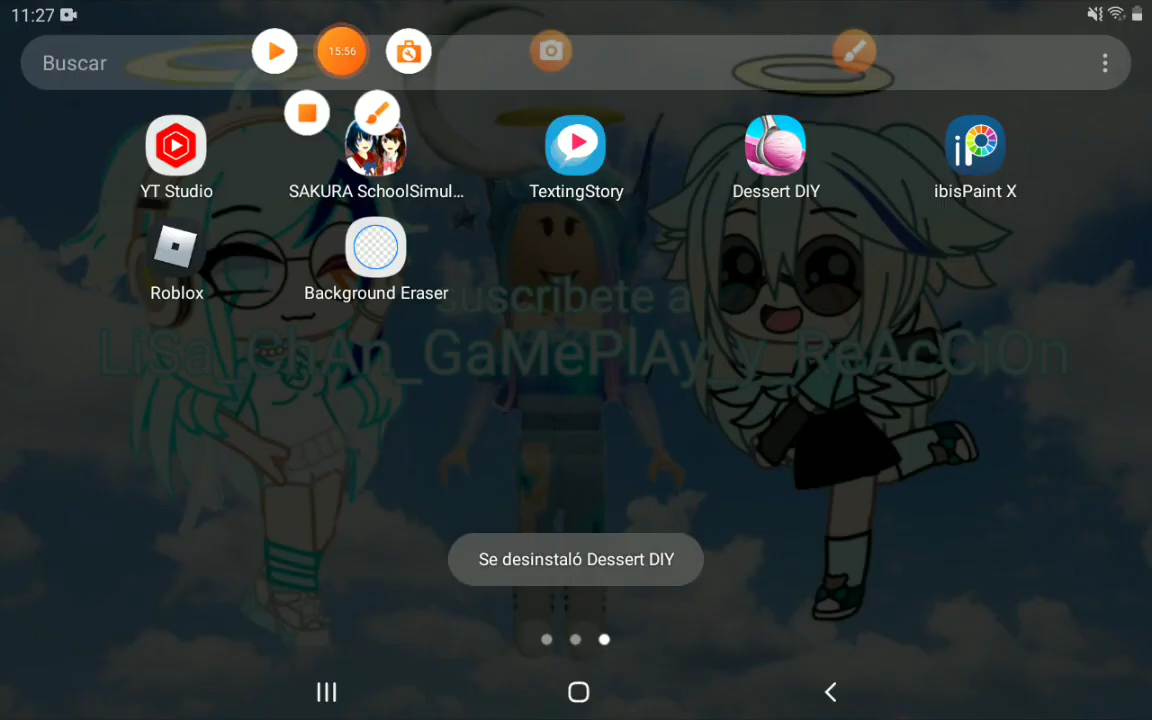 11:27
Buscar
15:56
YT Studio
SAKURA SchoolSimul...
TextingStory
Dessert DIY
ibisPaint X
iP
Roblox
Background Eraser
suscribete a
LiSa_ChAn_GaMePlAy_y_ReAcCiOn
Se desinstaló Dessert DIY